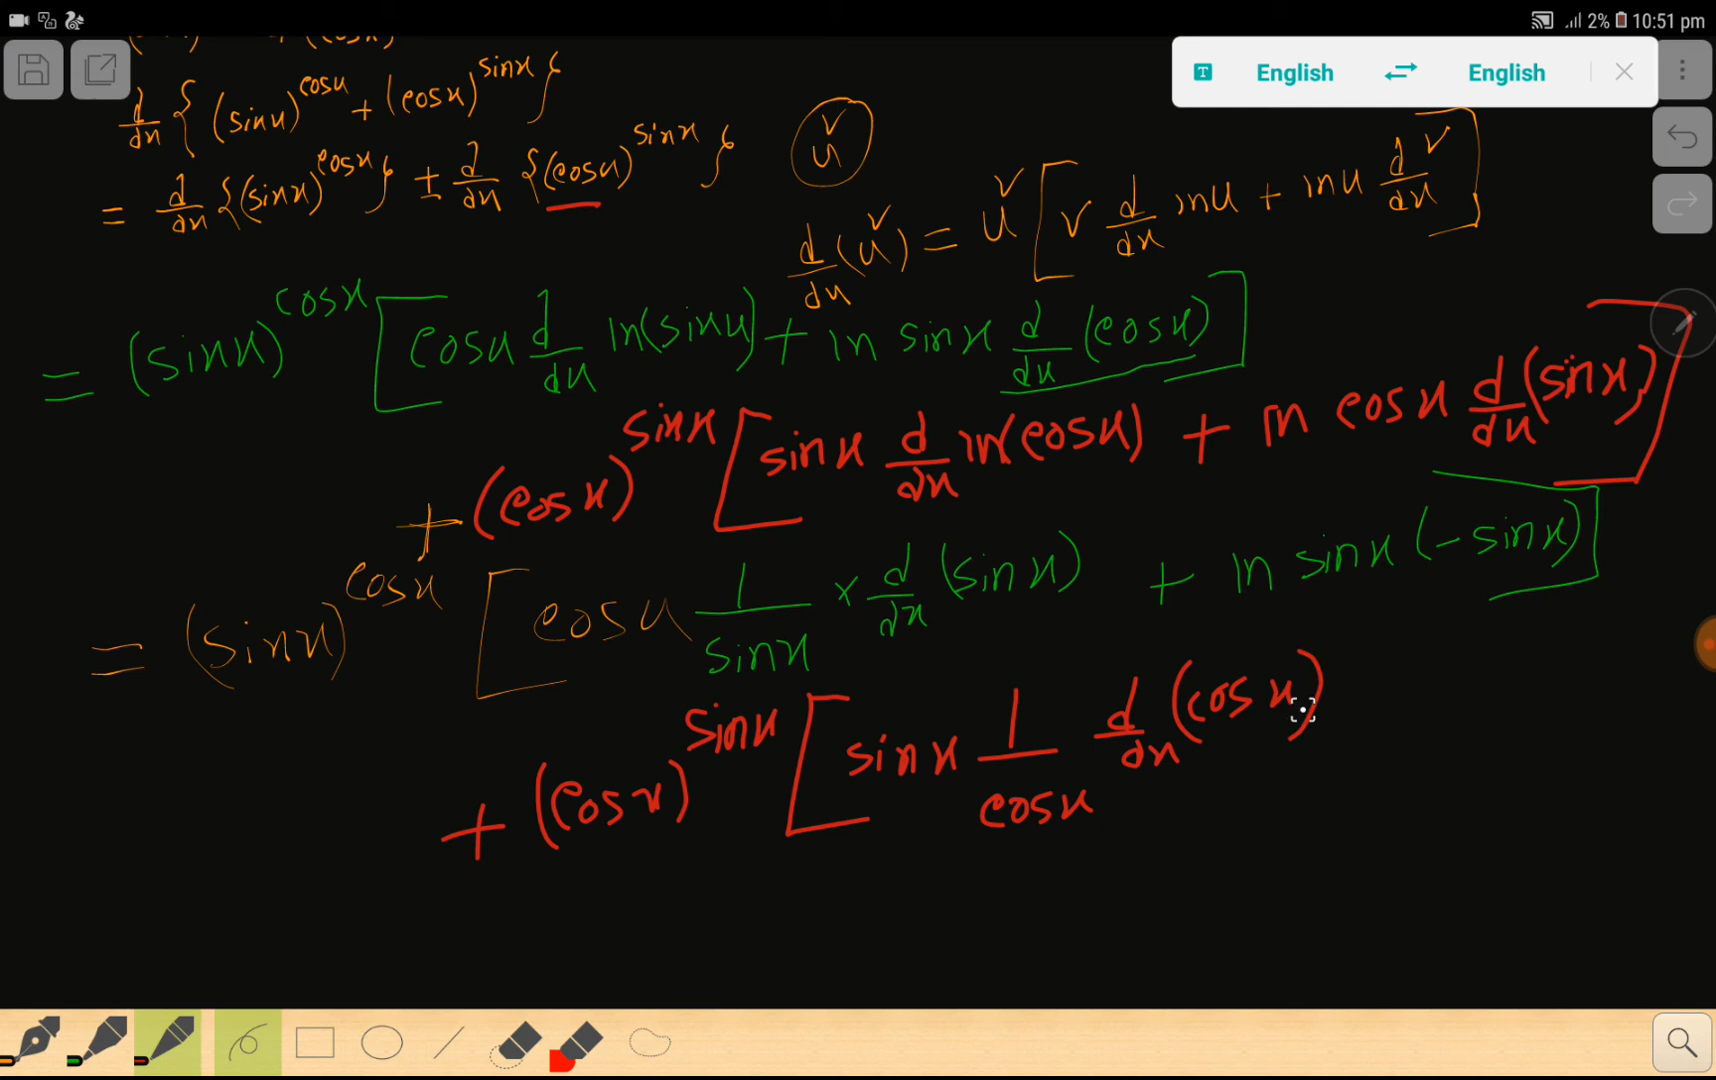 2% 10:51 pm
English English
d/dx { (sinx)^cosx + (cosx)^sinx }
= d/dx {(sinx)^cosx} + d/dx {(cosx)^sinx}
u^v
d/dx (u^v) = u^v [ v d/dx lnu + lnu d/dx v ]
= (sinx)^cosx [ cosx d/dx ln(sinx) + ln sinx d/dx (cosx) ]
+ (cosx)^sinx [ sinx d/dx ln(cosx) + ln cosx d/dx (sinx) ]
= (sinx)^cosx [ cosx 1/sinx × d/dx (sinx) + ln sinx (-sinx) ]
+ (cosx)^sinx [ sinx 1/cosx d/dx (cosx)